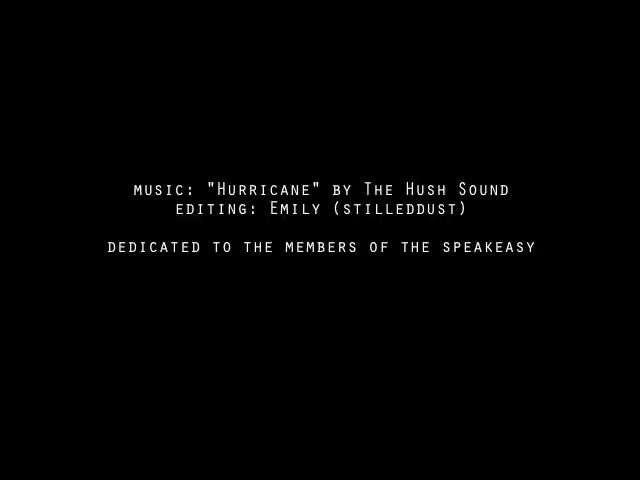 music: "Hurricane" by The Hush Sound
editing: Emily (stilleddust)
dedicated to the members of the speakeasy